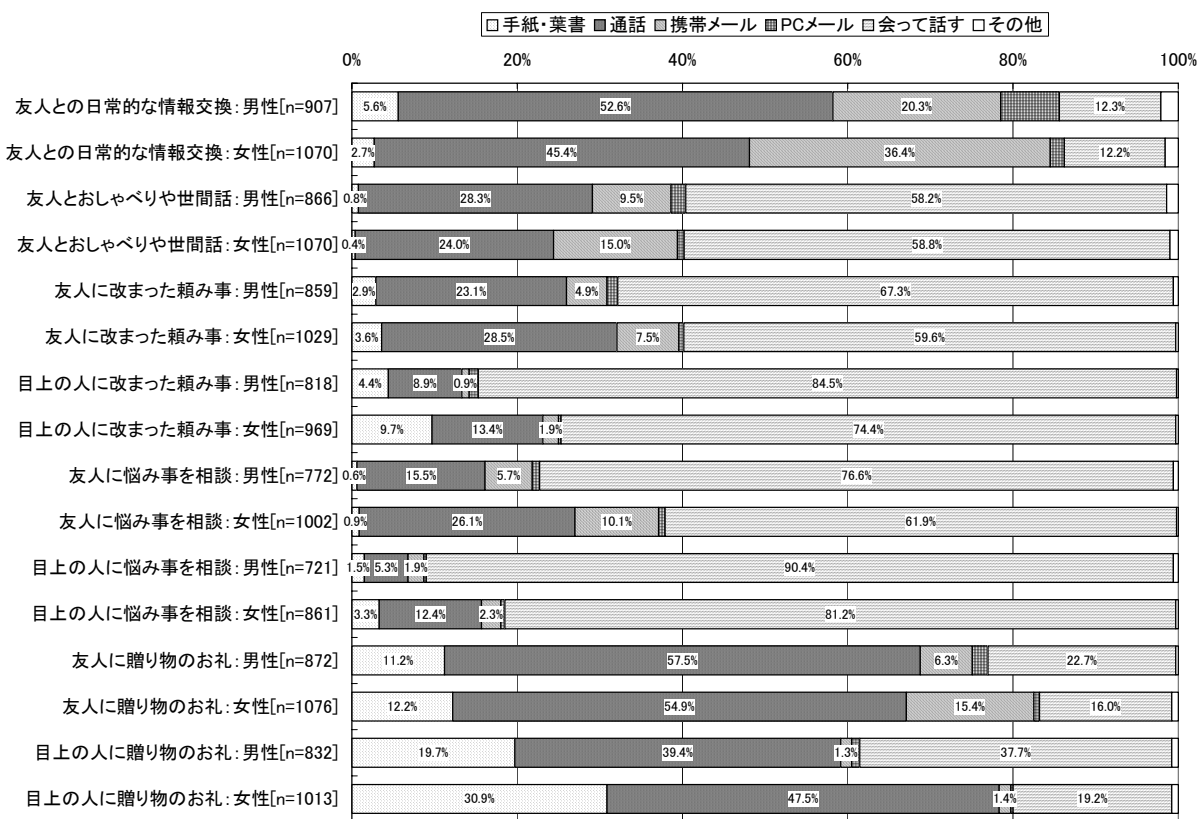 手紙・葉書 通話 携帯メール PCメール 会って話す その他
0% 20% 40% 60% 80% 100%
友人との日常的な情報交換：男性[n=907] 5.6% 52.6% 20.3% 12.3%
友人との日常的な情報交換：女性[n=1070] 2.7% 45.4% 36.4% 12.2%
友人とおしゃべりや世間話：男性[n=866] 0.8% 28.3% 9.5% 58.2%
友人とおしゃべりや世間話：女性[n=1070] 0.4% 24.0% 15.0% 58.8%
友人に改まった頼み事：男性[n=859] 2.9% 23.1% 4.9% 67.3%
友人に改まった頼み事：女性[n=1029] 3.6% 28.5% 7.5% 59.6%
目上の人に改まった頼み事：男性[n=818] 4.4% 8.9% 0.9% 84.5%
目上の人に改まった頼み事：女性[n=969] 9.7% 13.4% 1.9% 74.4%
友人に悩み事を相談：男性[n=772] 0.6% 15.5% 5.7% 76.6%
友人に悩み事を相談：女性[n=1002] 0.9% 26.1% 10.1% 61.9%
目上の人に悩み事を相談：男性[n=721] 1.5% 5.3% 1.9% 90.4%
目上の人に悩み事を相談：女性[n=861] 3.3% 12.4% 2.3% 81.2%
友人に贈り物のお礼：男性[n=872] 11.2% 57.5% 6.3% 22.7%
友人に贈り物のお礼：女性[n=1076] 12.2% 54.9% 15.4% 16.0%
目上の人に贈り物のお礼：男性[n=832] 19.7% 39.4% 1.3% 37.7%
目上の人に贈り物のお礼：女性[n=1013] 30.9% 47.5% 1.4% 19.2%